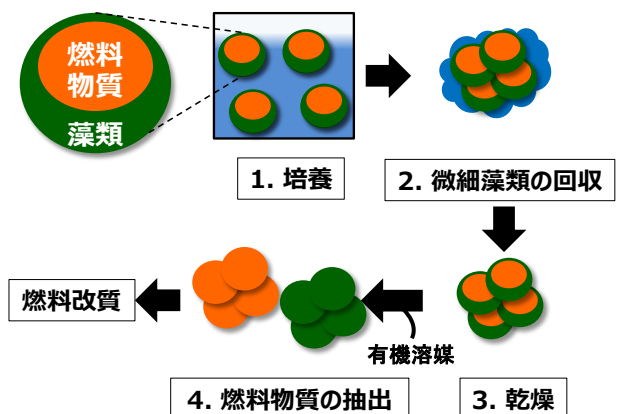 燃料
物質
藻類
1. 培養
2. 微細藻類の回収
燃料改質
有機溶媒
4. 燃料物質の抽出
3. 乾燥